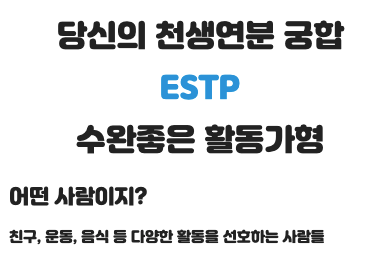 당신의 천생연분 궁합
ESTP
수완좋은 활동가형
어떤 사람이지?
친구, 운동, 음식 등 다양한 활동을 선호하는 사람들